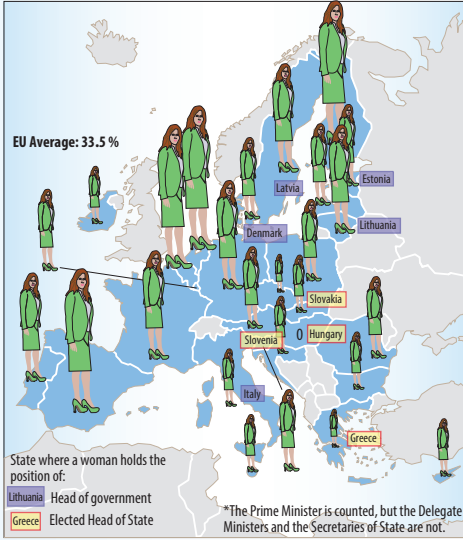 EU Average: 33.5 %
Estonia
Latvia
Lithuania
Denmark
Slovakia
Slovenia
0
Hungary
Italy
Greece
State where a woman holds the
position of:
Lithuania Head of government
Greece Elected Head of State
*The Prime Minister is counted, but the Delegate
Ministers and the Secretaries of State are not.